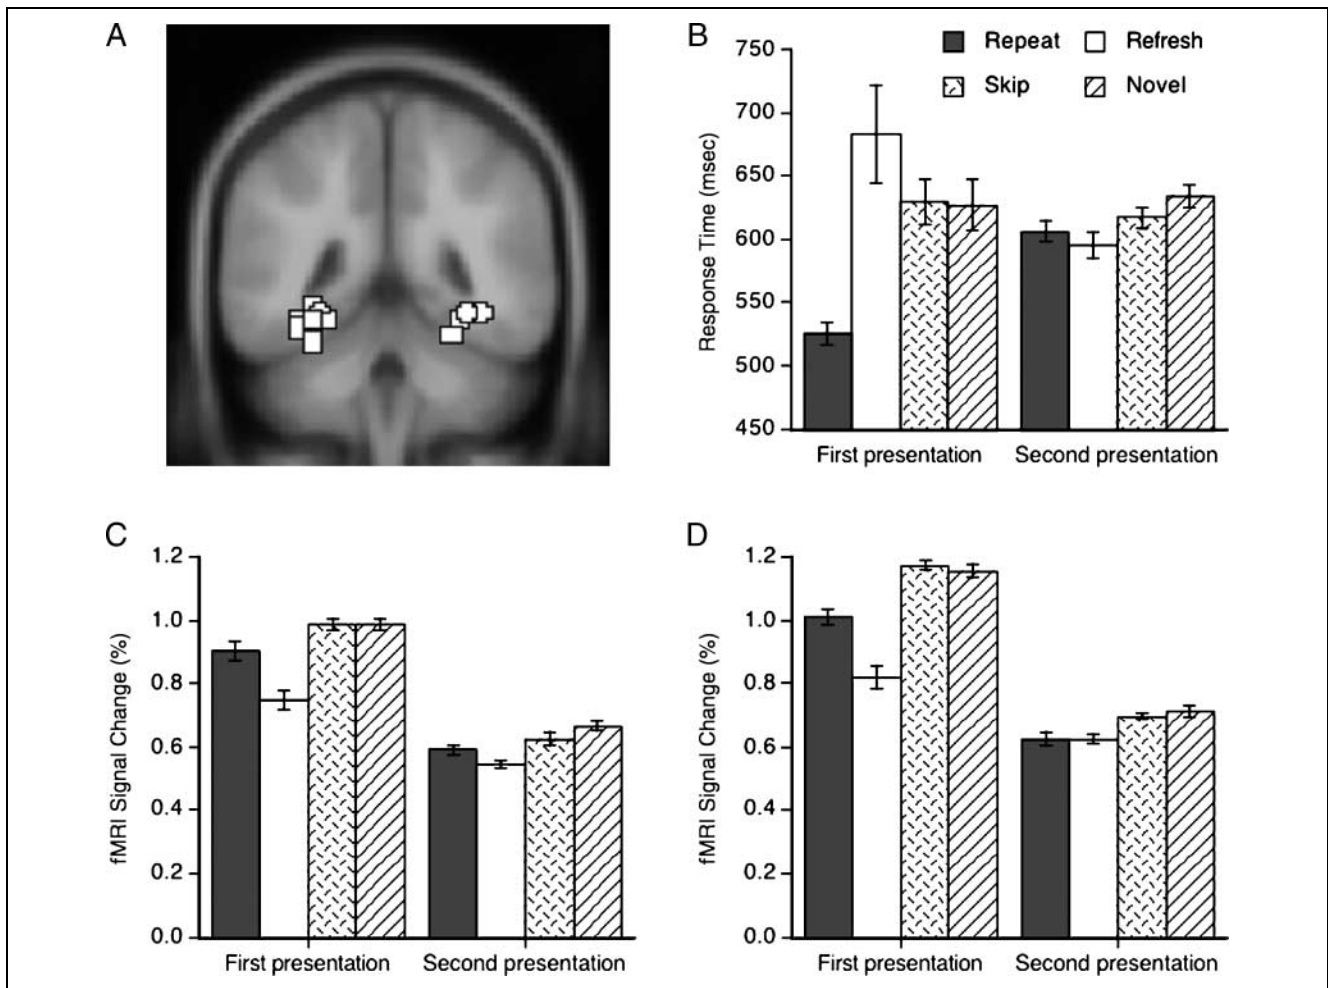 A
B
Repeat Refresh
Skip Novel
Response Time (msec)
750
700
650
600
550
500
450
First presentation Second presentation
C
fMRI Signal Change (%)
1.2
1.0
0.8
0.6
0.4
0.2
0.0
First presentation Second presentation
D
fMRI Signal Change (%)
1.2
1.0
0.8
0.6
0.4
0.2
0.0
First presentation Second presentation